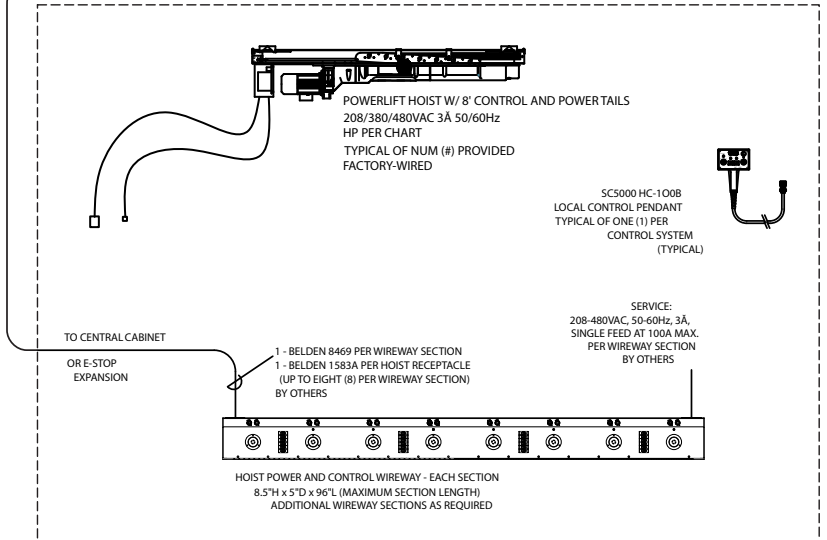 POWERLIFT HOIST W/ 8' CONTROL AND POWER TAILS
208/380/480VAC 3Ă 50/60Hz
HP PER CHART
TYPICAL OF NUM (#) PROVIDED
FACTORY-WIRED
SC5000 HC-1O0B
LOCAL CONTROL PENDANT
TYPICAL OF ONE (1) PER
CONTROL SYSTEM
(TYPICAL)
SERVICE:
208-480VAC, 50-60Hz, 3Ă,
SINGLE FEED AT 100A MAX.
PER WIREWAY SECTION
BY OTHERS
TO CENTRAL CABINET
OR E-STOP
EXPANSION
1 - BELDEN 8469 PER WIREWAY SECTION
1 - BELDEN 1583A PER HOIST RECEPTACLE
(UP TO EIGHT (8) PER WIREWAY SECTION)
BY OTHERS
HOIST POWER AND CONTROL WIREWAY - EACH SECTION
8.5"H x 5"D x 96"L (MAXIMUM SECTION LENGTH)
ADDITIONAL WIREWAY SECTIONS AS REQUIRED